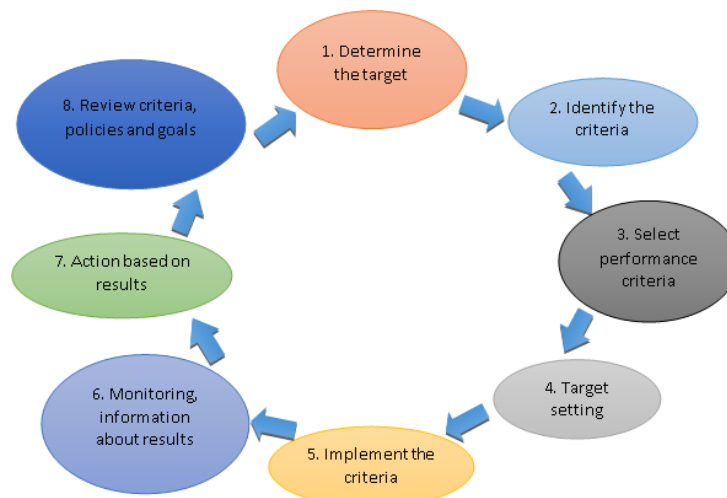 1. Determine
the target
2. Identify the
criteria
3. Select
performance
criteria
4. Target
setting
5. Implement the
criteria
6. Monitoring,
information
about results
7. Action based on
results
8. Review criteria,
policies and goals